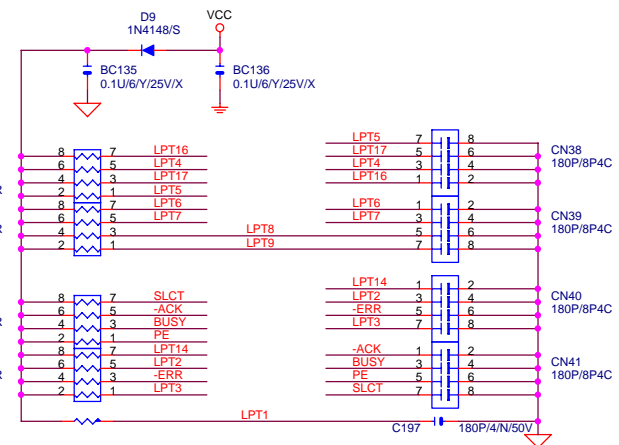 D9
1N4148/S
VCC
BC135
0.1U/6/Y/25V/X
BC136
0.1U/6/Y/25V/X
8 7 LPT16
6 5 LPT4
4 3 LPT17
2 1 LPT5
8 7 LPT6
6 5 LPT7
4 3 LPT8
2 1 LPT9
LPT5 7 8
LPT17 5 6
LPT4 3 4
LPT16 1 2
CN38
180P/8P4C
LPT6 1 2
LPT7 3 4
5 6
7 8
CN39
180P/8P4C
R
R
8 7 SLCT
6 5 -ACK
4 3 BUSY
2 1 PE
8 7 LPT14
6 5 LPT2
4 3 -ERR
2 1 LPT3
LPT14 1 2
LPT2 3 4
-ERR 5 6
LPT3 7 8
CN40
180P/8P4C
-ACK 1 2
BUSY 3 4
PE 5 6
SLCT 7 8
CN41
180P/8P4C
R
R
LPT1
C197 180P/4/N/50V